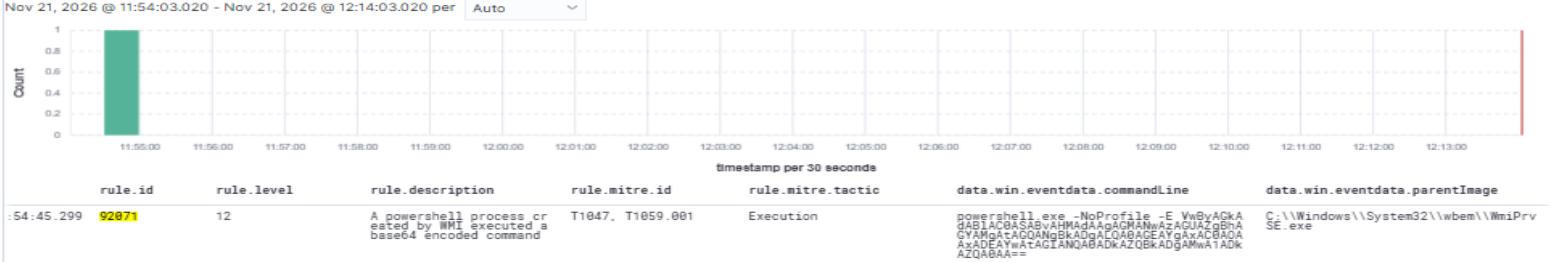 Nov 21, 2026 @ 11:54:03.020 - Nov 21, 2026 @ 12:14:03.020 per Auto
1
0.8
0.6
0.4
0.2
0
Count
11:55:00 11:56:00 11:57:00 11:58:00 11:59:00 12:00:00 12:01:00 12:02:00 12:03:00 12:04:00 12:05:00 12:06:00 12:07:00 12:08:00 12:09:00 12:10:00 12:11:00 12:12:00 12:13:00
timestamp per 30 seconds
rule.id rule.level rule.description rule.mitre.id rule.mitre.tactic data.win.eventdata.commandLine data.win.eventdata.parentImage
:54:45.299 92071 12
A powershell process cr
eated by WMI executed a
base64 encoded command
T1047, T1059.001 Execution
powershell.exe -NoProfile -E VwByAGkA
dABlAC0ASABvAHMAdAAgAGMANwAzAGUAZgBhA
GYAMgAtAGQANgBkADgALQA0AGEAYgAxAC0AOA
AxADEAYwAtAGIANQA0ADkAZQBkADgAMwA1ADk
AZQA0AA==
C:\\Windows\\System32\\wbem\\WmiPrv
SE.exe